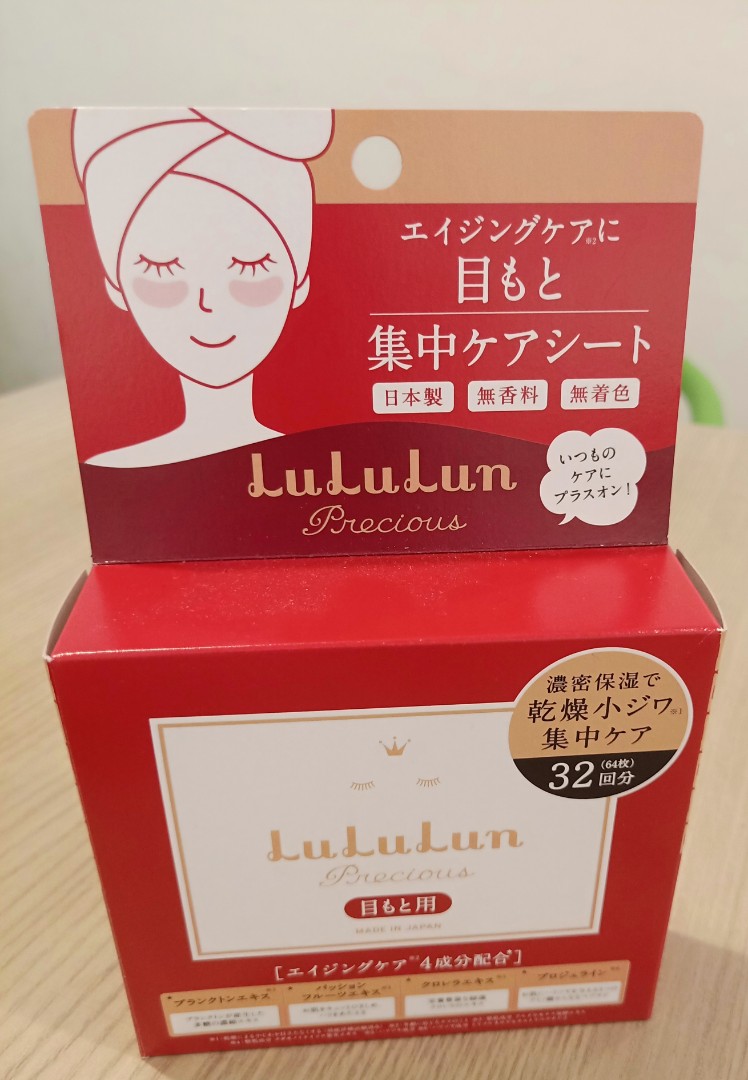 エイジングケアに※2
目もと
集中ケアシート
日本製 無香料 無着色
LuLuLun
Precious
いつもの
ケアに
プラスオン!
濃密保湿で
乾燥小ジワ※1
集中ケア
32回分(64枚)
LuLuLun
Precious
目もと用
MADE IN JAPAN
[エイジングケア 4成分配合]
プランクトンエキス
パッション
フルーツエキス
クロレラエキス
プロジェライン